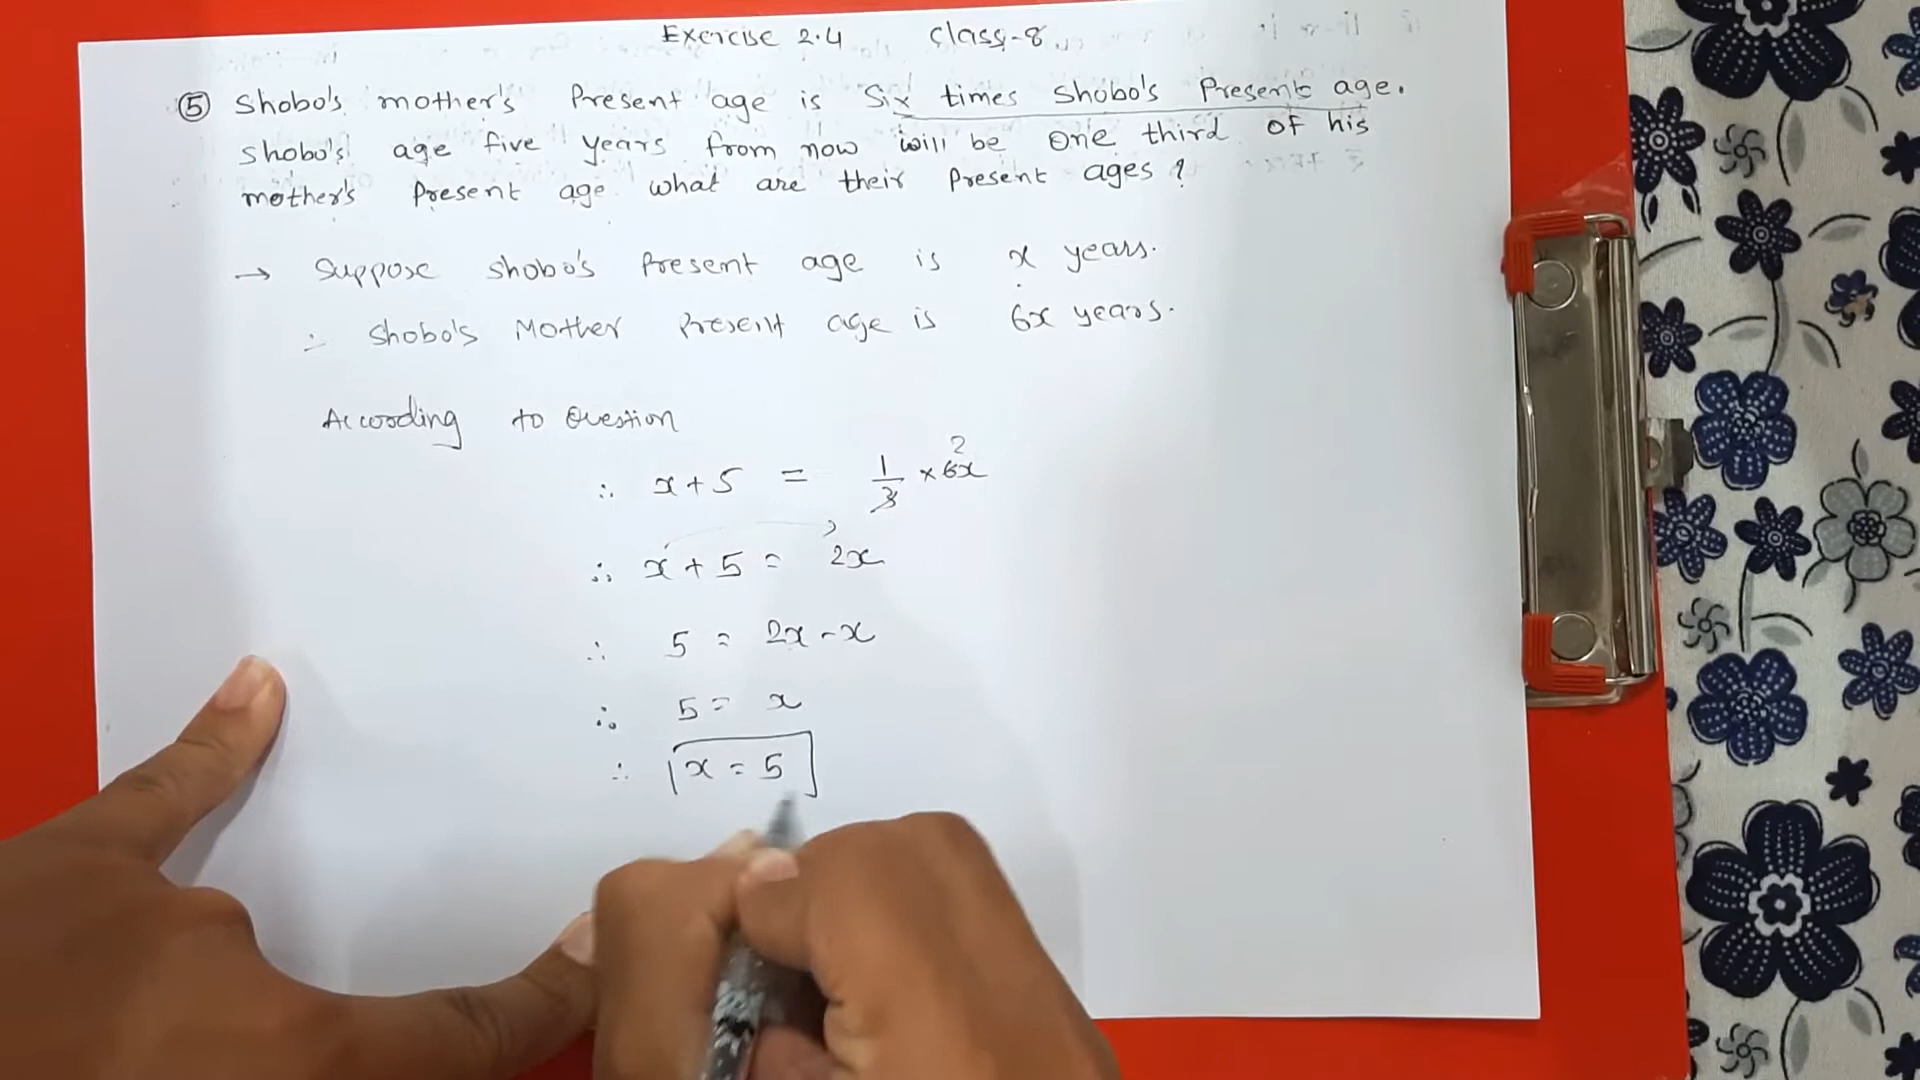 Exercise 2.4 Class-8
⑤ Shobo's mother's Present age is Six times Shobo's Present age.
Shobo's age five years from now will be one third of his
mother's Present age what are their Present ages?
→ Suppose Shobo's Present age is x years.
∴ Shobo's Mother Present age is 6x years.
According to Question
∴ x + 5 = 1/3 × 6x 2
∴ x + 5 = 2x
∴ 5 = 2x - x
∴ 5 = x
∴ x = 5